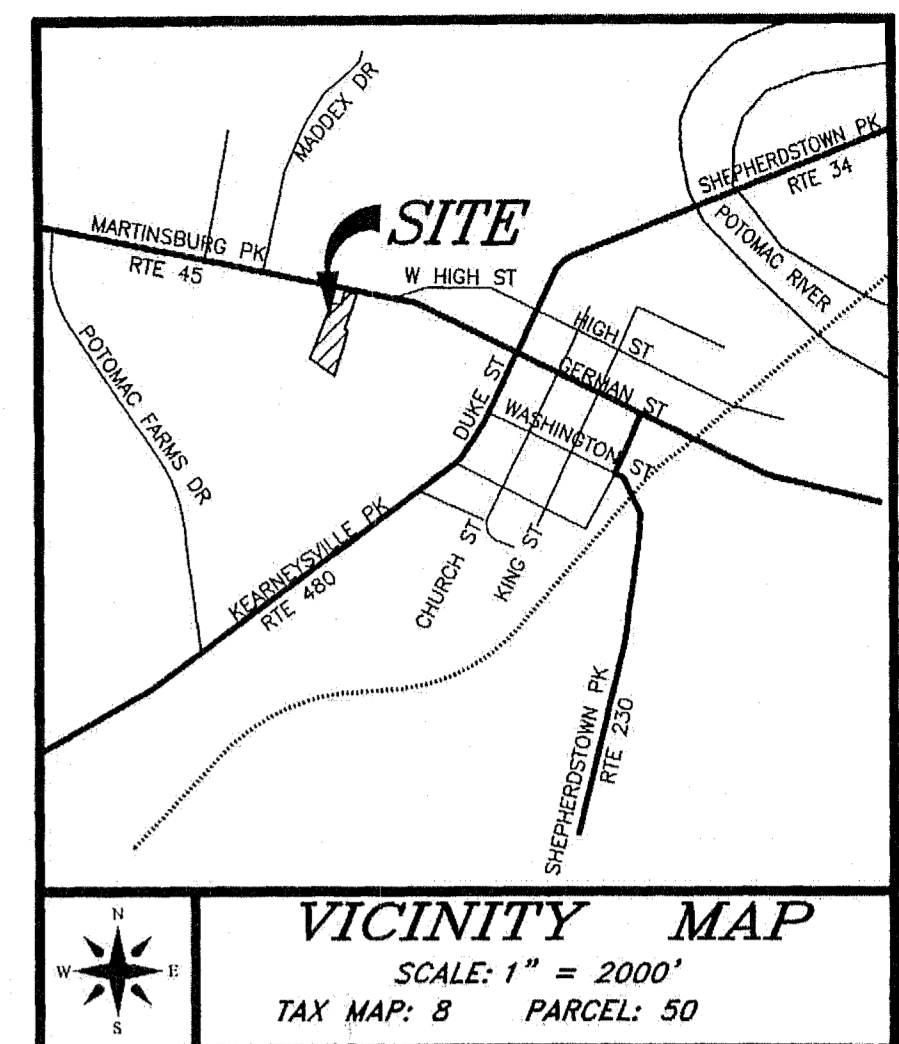 MADDEX DR
SHEPHERDSTOWN PK
RTE 34
MARTINSBURG PK
RTE 45
SITE
W HIGH ST
POTOMAC RIVER
HIGH ST
GERMAN ST
DUKE ST
WASHINGTON ST
POTOMAC FARMS DR
KEARNEYSVILLE PK
RTE 480
CHURCH ST
KING ST
SHEPHERDSTOWN PK
RTE 230
N
W
E
S
VICINITY MAP
SCALE: 1" = 2000'
TAX MAP: 8 PARCEL: 50